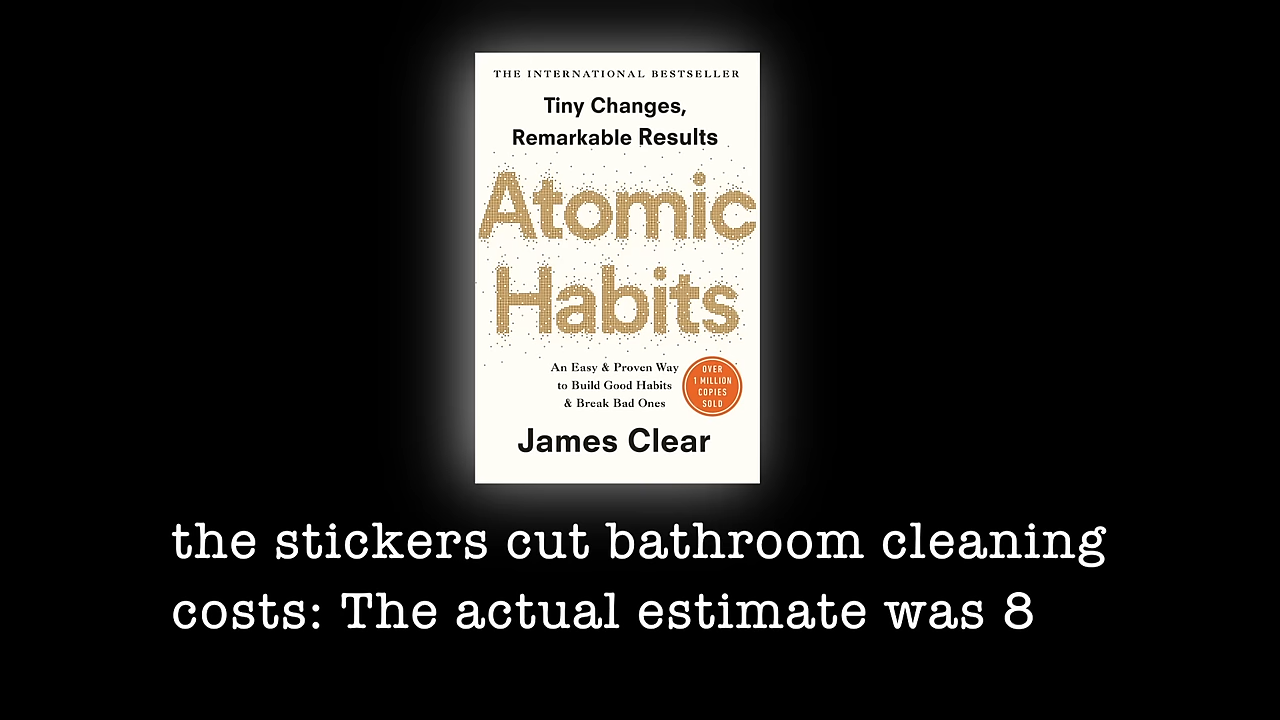 THE INTERNATIONAL BESTSELLER
Tiny Changes,
Remarkable Results
Atomic
Habits
An Easy & Proven Way
to Build Good Habits
& Break Bad Ones
OVER
1 MILLION
COPIES
SOLD
James Clear
the stickers cut bathroom cleaning
costs: The actual estimate was 8